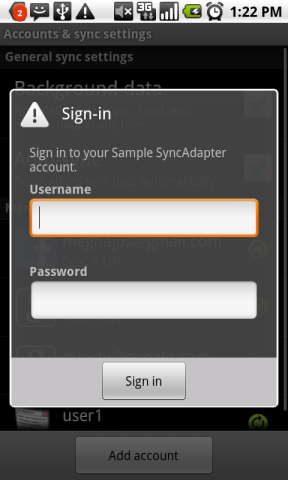 2
3G
1:22 PM
Accounts & sync settings
General sync settings
Background data
Sign-in
Sign in to your Sample SyncAdapter
account.
Username
Password
Sign in
user1
Add account